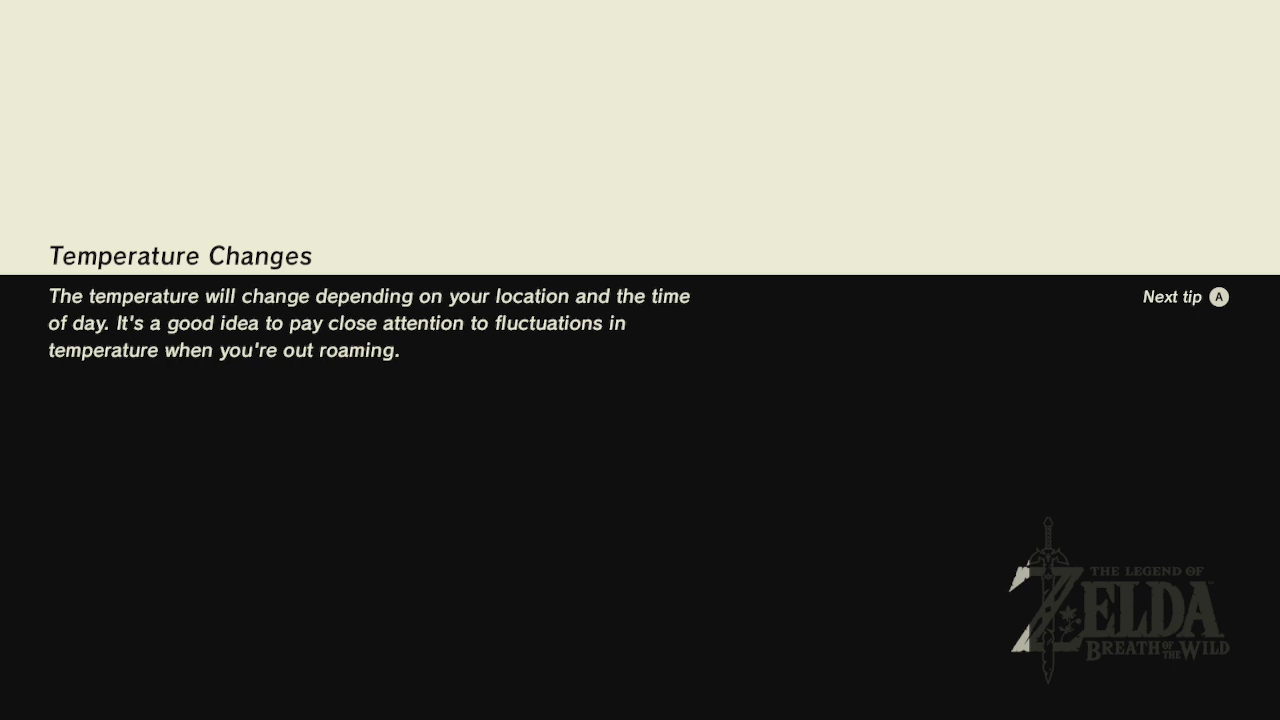 Temperature Changes
The temperature will change depending on your location and the time
of day. It's a good idea to pay close attention to fluctuations in
temperature when you're out roaming.
Next tip A
THE LEGEND OF
ZELDA
BREATH OF THE WILD